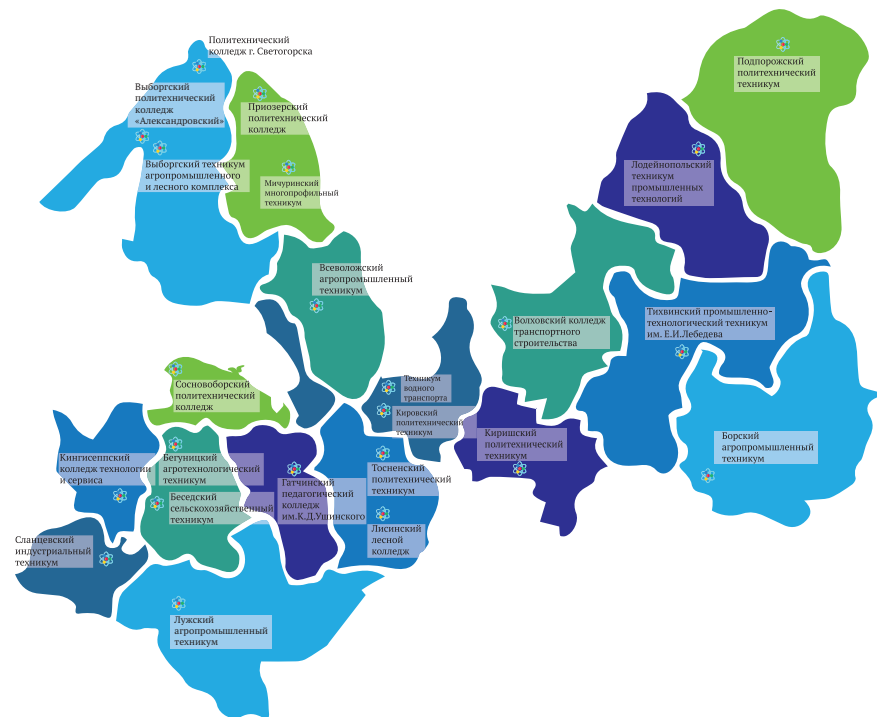 Политехнический
колледж г. Светогорска
Выборгский
политехнический
колледж
«Александровский»
Приозерский
политехнический
колледж
Выборгский техникум
агропромышленного
и лесного комплекса
Мичуринский
многопрофильный
техникум
Подпорожский
политехнический
техникум
Лодейнопольский
техникум
промышленных
технологий
Всеволожский
агропромышленный
техникум
Волховский колледж
транспортного
строительства
Тихвинский промышленно-
технологический техникум
им. Е.И.Лебедева
Сосновоборский
политехнический
колледж
Техникум
водного
транспорта
Кировский
политехнический
техникум
Киришский
политехнический
техникум
Борский
агропромышленный
техникум
Кингисеппский
колледж технологии
и сервиса
Бегуницкий
агротехнологический
техникум
Беседский
сельскохозяйственный
техникум
Гатчинский
педагогический
колледж
им.К.Д.Ушинского
Тосненский
политехнический
техникум
Лисинский
лесной
колледж
Сланцевский
индустриальный
техникум
Лужский
агропромышленный
техникум